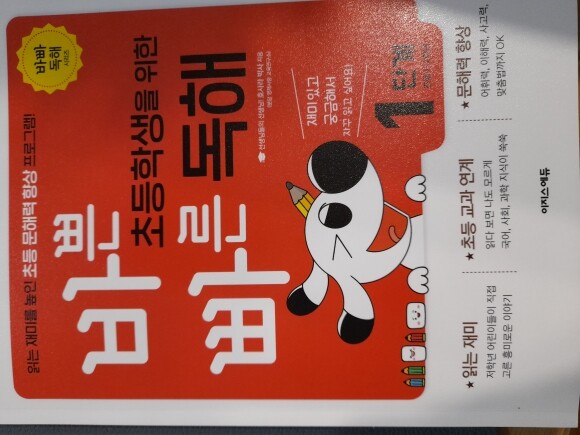 읽는 재미를 높인 초등 문해력 향상 프로그램!
바빠
독해
시리즈
바쁜
초등학생을 위한
빠른 독해
재미있고
궁금해서
자꾸 읽고 싶어요!
1단계
★ 읽는 재미
저학년 어린이들이 직접
고른 흥미로운 이야기
★ 초등 교과 연계
읽다 보면 나도 모르게
국어, 사회, 과학 지식이 쑥쑥
★ 문해력 향상
어휘력, 이해력, 사고력,
맞춤법까지 OK
이지스에듀